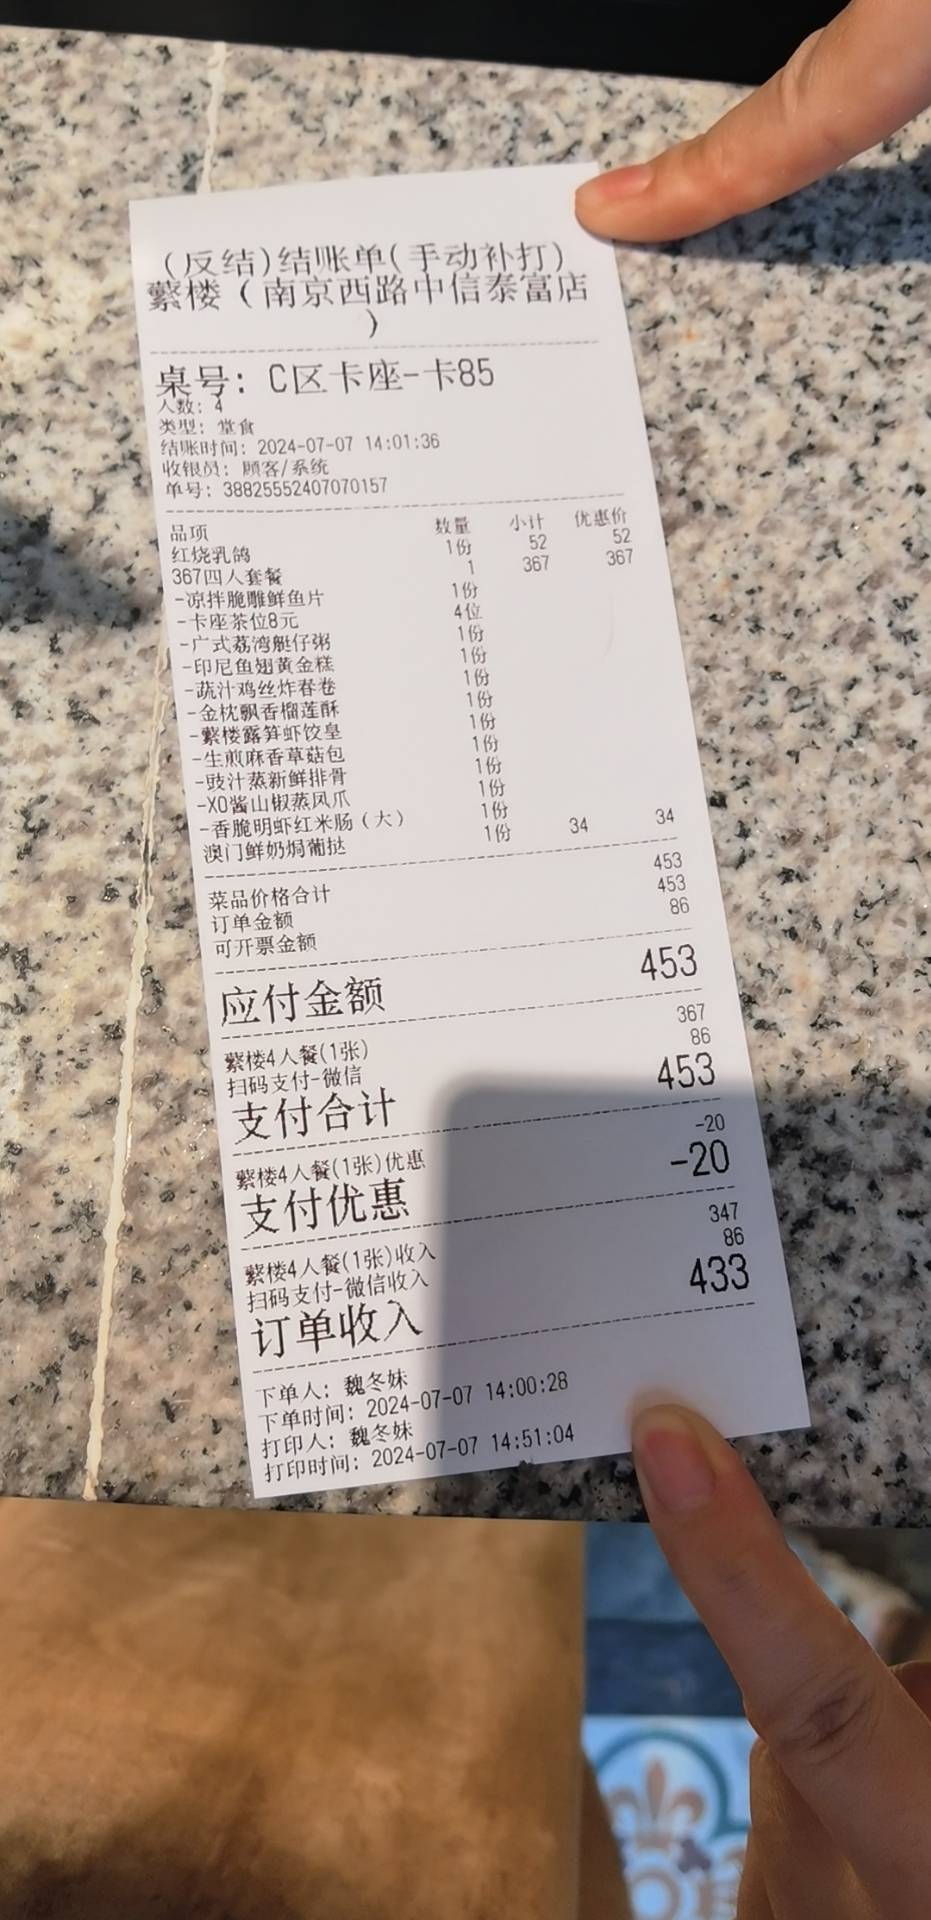 (反结)结账单(手动补打)
蘩楼（南京西路中信泰富店
）
桌号: C区卡座-卡85
人数: 4
类型: 堂食
结账时间: 2024-07-07 14:01:36
收银员: 顾客/系统
单号: 38825552407070157
品项 数量 小计 优惠价
红烧乳鸽 1份 52 52
367四人套餐 1 367 367
-凉拌脆雕鲜鱼片 1份
-卡座茶位8元 4位
-广式荔湾艇仔粥 1份
-印尼鱼翅黄金糕 1份
-蔬汁鸡丝炸春卷 1份
-金枕飘香榴莲酥 1份
-蘩楼露笋虾饺皇 1份
-生煎麻香草菇包 1份
-豉汁蒸新鲜排骨 1份
-XO酱山椒蒸凤爪 1份
-香脆明虾红米肠（大） 1份
澳门鲜奶焗葡挞 1份 34 34
菜品价格合计 453
订单金额 453
可开票金额 86
应付金额 453
蘩楼4人餐(1张) 367
扫码支付-微信 86
支付合计 453
蘩楼4人餐(1张)优惠 -20
支付优惠 -20
蘩楼4人餐(1张)收入 347
扫码支付-微信收入 86
订单收入 433
下单人: 魏冬妹
下单时间: 2024-07-07 14:00:28
打印人: 魏冬妹
打印时间: 2024-07-07 14:51:04